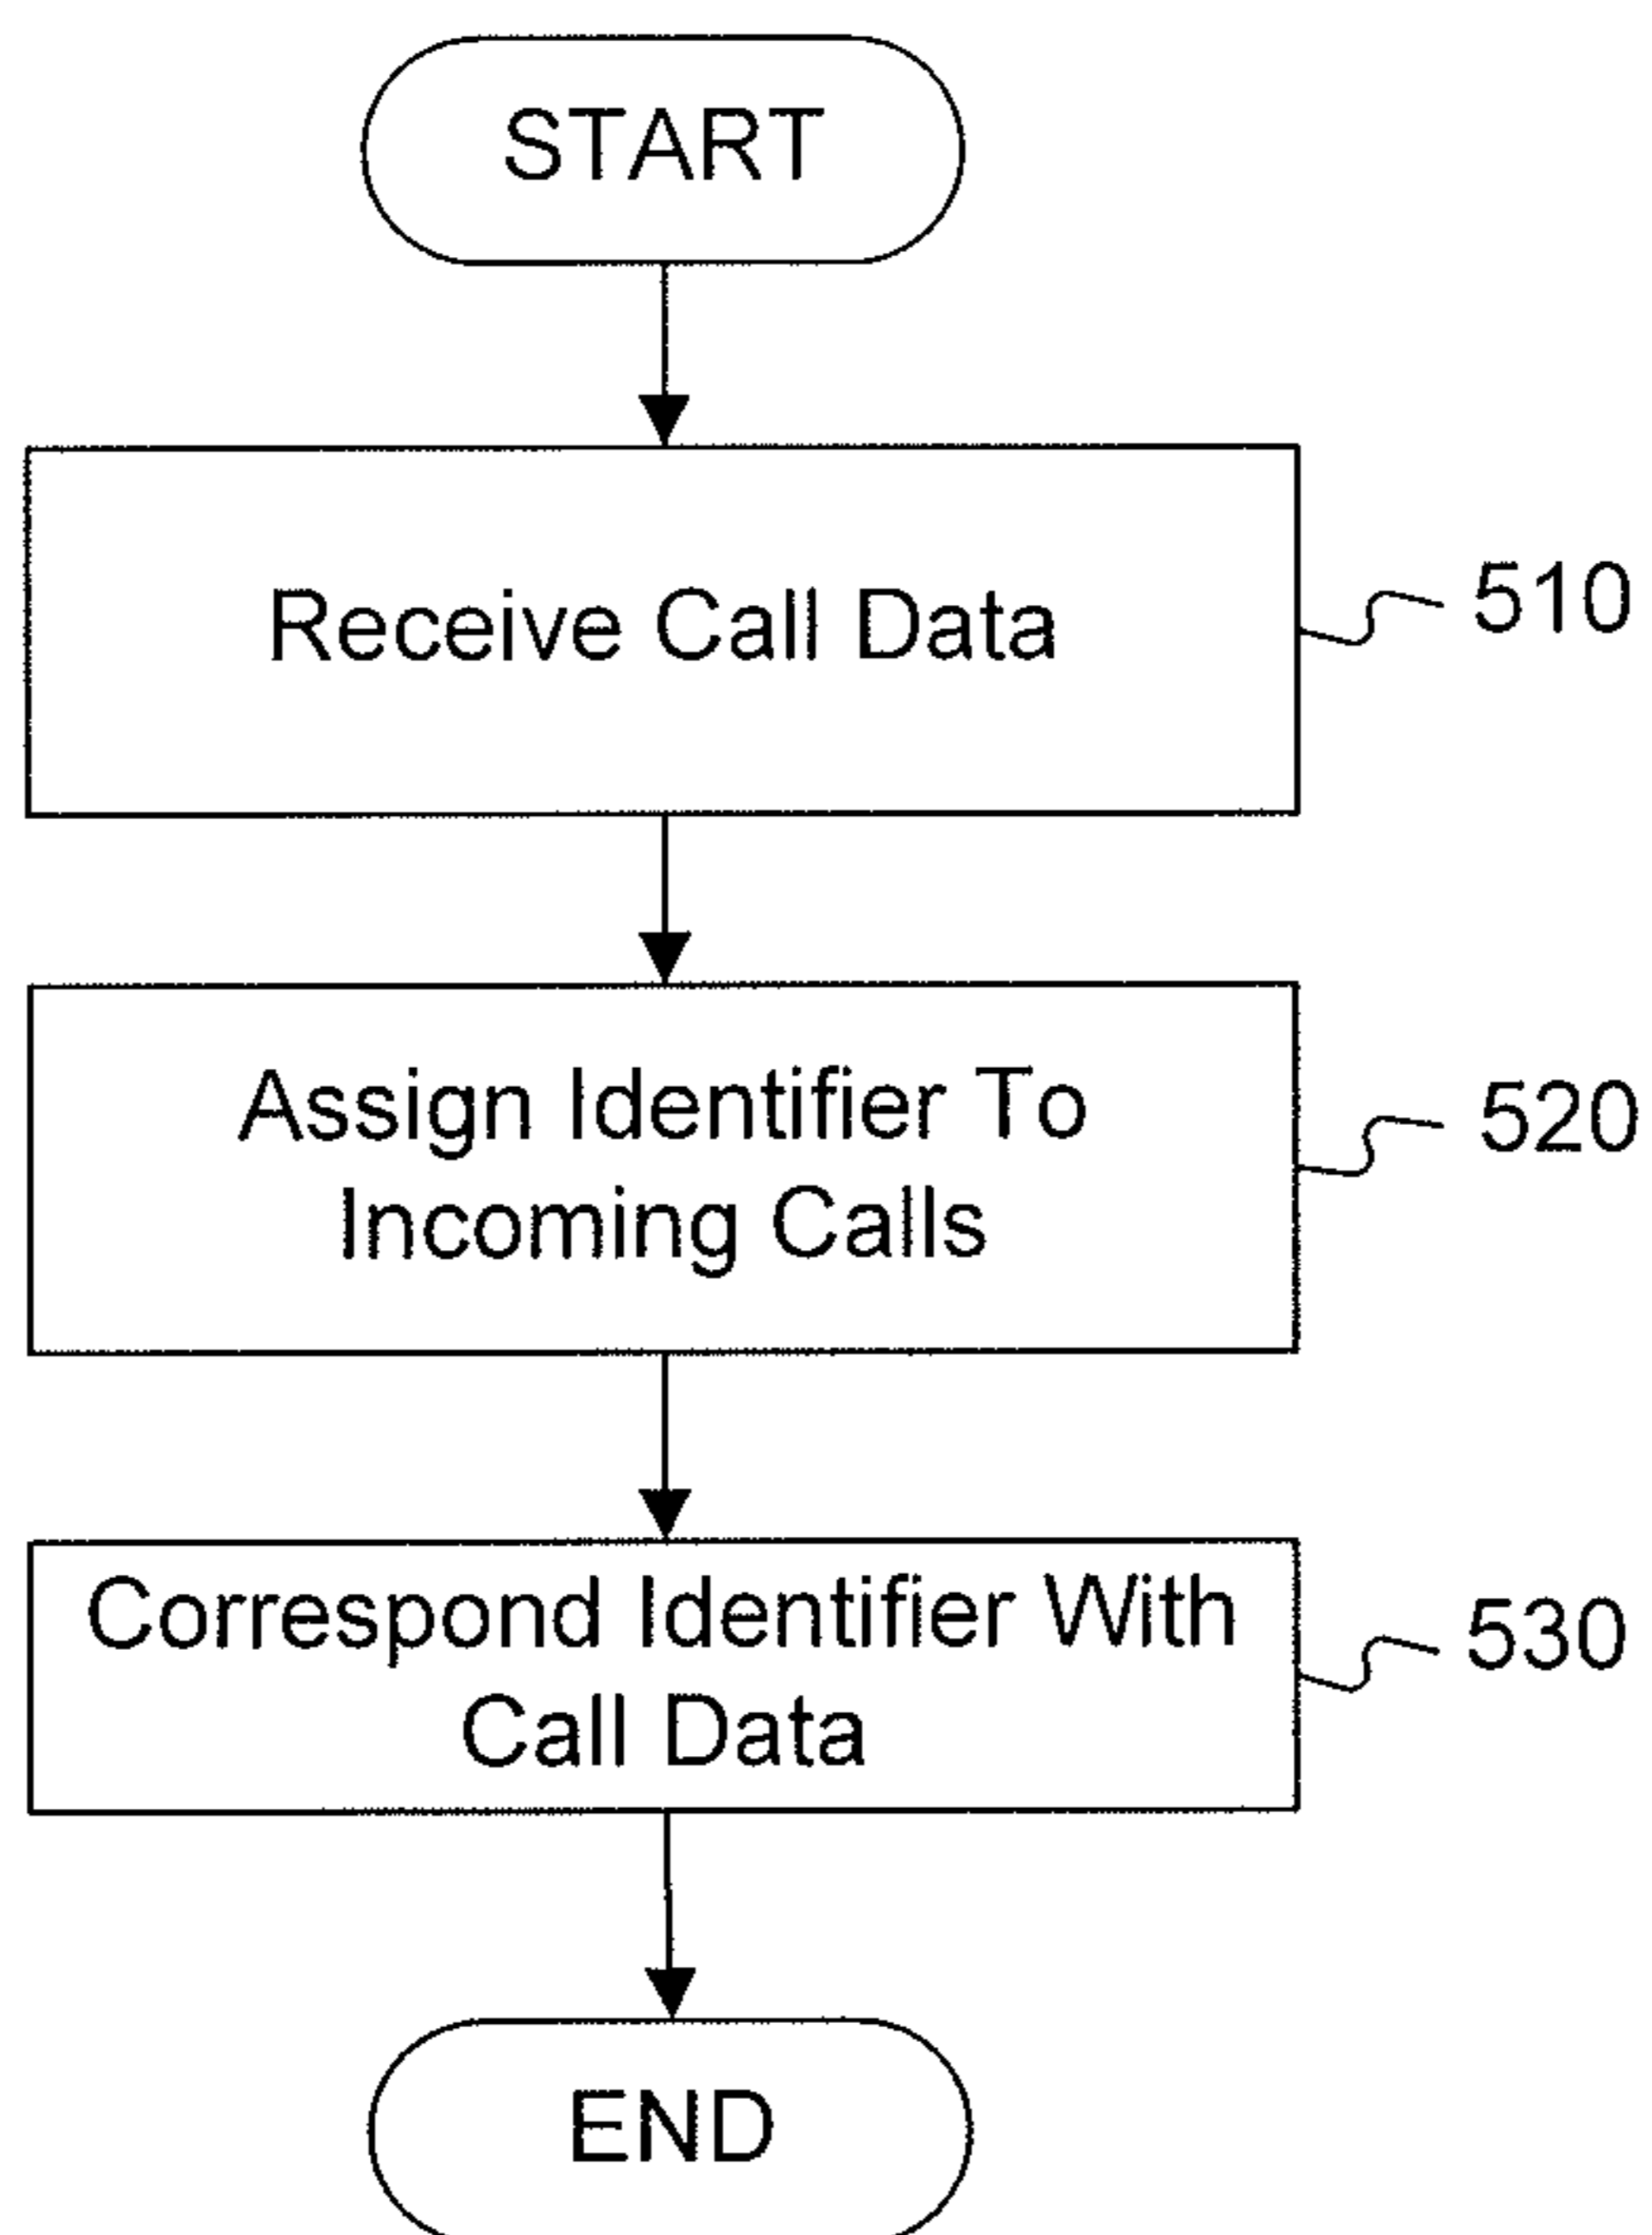 START
Receive Call Data
510
Assign Identifier To
Incoming Calls
520
Correspond Identifier With
Call Data
530
END